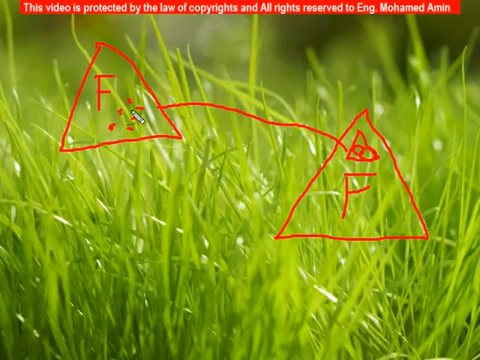 This video is protected by the law of copyrights and All rights reserved to Eng. Mohamed Amin
F
F